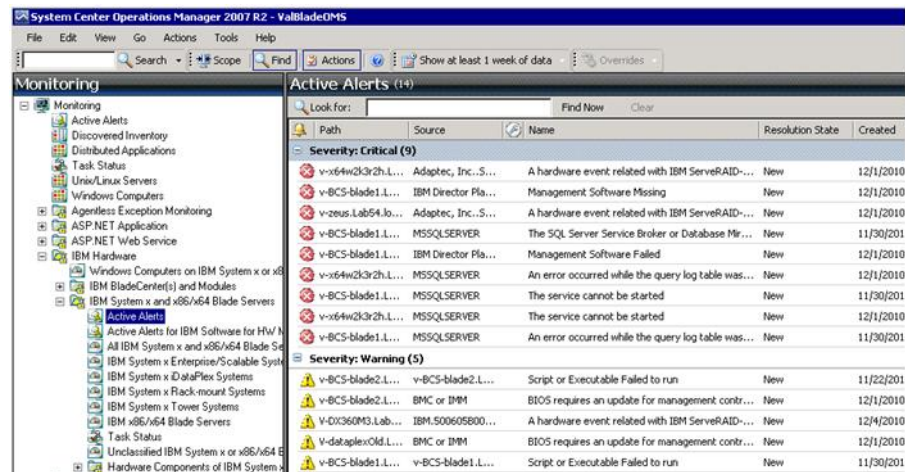 System Center Operations Manager 2007 R2 - ValBladeOMS
File Edit View Go Actions Tools Help
Search Scope Find Actions Show at least 1 week of data Overrides
Monitoring
Monitoring
Active Alerts
Discovered Inventory
Distributed Applications
Task Status
Unix/Linux Servers
Windows Computers
Agentless Exception Monitoring
ASP.NET Application
ASP.NET Web Service
IBM Hardware
Windows Computers on IBM System x or x8
IBM BladeCenter(s) and Modules
IBM System x and x86/x64 Blade Servers
Active Alerts
Active Alerts for IBM Software for HW M
All IBM System x and x86/x64 Blade Se
IBM System x Enterprise/Scalable Syste
IBM System x iDataPlex Systems
IBM System x Rack-mount Systems
IBM System x Tower Systems
IBM x86/x64 Blade Servers
Task Status
Unclassified IBM System x or x86/x64 B
Hardware Components of IBM System x
Active Alerts (14)
Look for: Find Now Clear
Path Source Name Resolution State Created
Severity: Critical (9)
v-x64w2k3r2h.L... Adaptec, Inc..S... A hardware event related with IBM ServeRAID-... New 12/1/2010
v-BCS-blade1.L... IBM Director Pla... Management Software Missing New 12/1/2010
v-zeus.Lab54.lo... Adaptec, Inc..S... A hardware event related with IBM ServeRAID-... New 12/1/2010
v-BCS-blade1.L... MSSQLSERVER The SQL Server Service Broker or Database Mir... New 11/30/201
v-BCS-blade1.L... IBM Director Pla... Management Software Failed New 12/1/2010
v-x64w2k3r2h.L... MSSQLSERVER An error occurred while the query log table was... New 12/1/2010
v-BCS-blade1.L... MSSQLSERVER The service cannot be started New 11/30/201
v-x64w2k3r2h.L... MSSQLSERVER The service cannot be started New 12/1/2010
v-BCS-blade1.L... MSSQLSERVER An error occurred while the query log table was... New 11/30/201
Severity: Warning (5)
v-BCS-blade2.L... v-BCS-blade2.L... Script or Executable Failed to run New 11/22/201
v-BCS-blade2.L... BMC or IMM BIOS requires an update for management contr... New 12/1/2010
V-DX360M3.Lab... IBM.500605B00... A hardware event related with IBM ServeRAID-... New 12/4/2010
V-dataplexOld.L... BMC or IMM BIOS requires an update for management contr... New 12/1/2010
v-BCS-blade1.L... v-BCS-blade1.L... Script or Executable Failed to run New 11/30/201